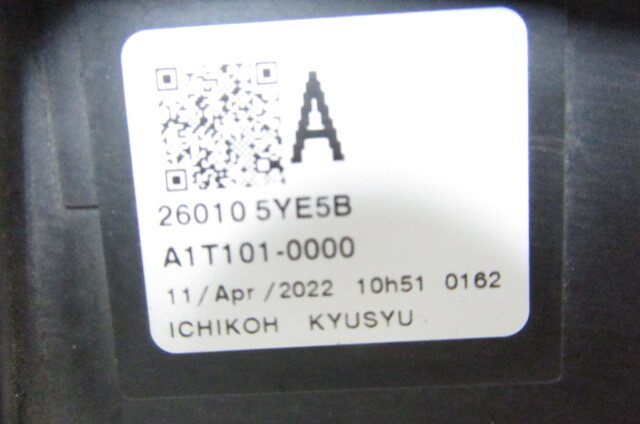 A
26010 5YE5B
A1T101-0000
11/Apr/2022 10h51 0162
ICHIKOH KYUSYU